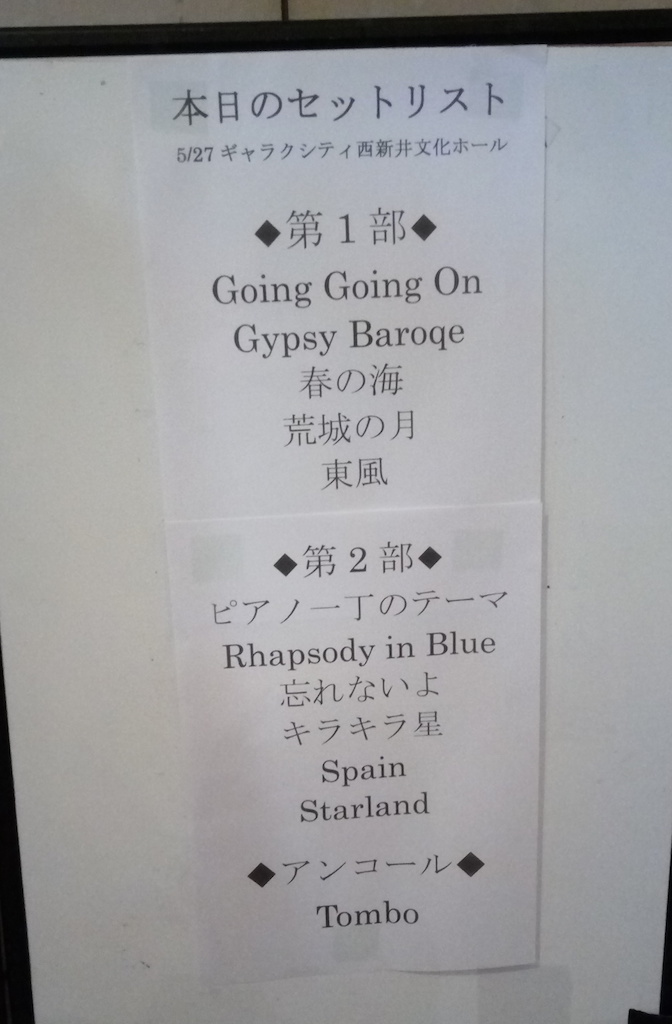 本日のセットリスト
5/27 ギャラクシティ西新井文化ホール
◆第1部◆
Going Going On
Gypsy Baroqe
春の海
荒城の月
東風
◆第2部◆
ピアノ一丁のテーマ
Rhapsody in Blue
忘れないよ
キラキラ星
Spain
Starland
◆アンコール◆
Tombo